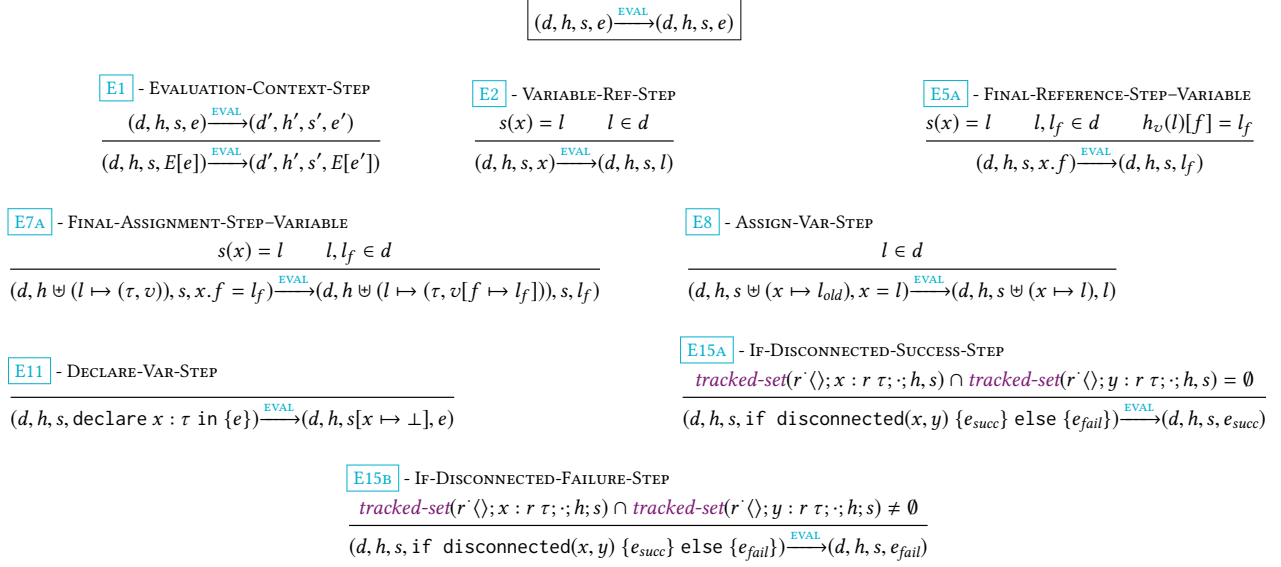 (d, h, s, e) —EVAL→ (d, h, s, e)
E1 - Evaluation-Context-Step
(d, h, s, e) —EVAL→ (d′, h′, s′, e′)
(d, h, s, E[e]) —EVAL→ (d′, h′, s′, E[e′])
E2 - Variable-Ref-Step
s(x) = l l ∈ d
(d, h, s, x) —EVAL→ (d, h, s, l)
E5a - Final-Reference-Step–Variable
s(x) = l l, l_f ∈ d h_v(l)[f] = l_f
(d, h, s, x.f) —EVAL→ (d, h, s, l_f)
E7a - Final-Assignment-Step–Variable
s(x) = l l, l_f ∈ d
(d, h ⊎ (l ↦ (τ, v)), s, x.f = l_f) —EVAL→ (d, h ⊎ (l ↦ (τ, v[f ↦ l_f])), s, l_f)
E8 - Assign-Var-Step
l ∈ d
(d, h, s ⊎ (x ↦ l_old), x = l) —EVAL→ (d, h, s ⊎ (x ↦ l), l)
E11 - Declare-Var-Step
(d, h, s, declare x : τ in {e}) —EVAL→ (d, h, s[x ↦ ⊥], e)
E15a - If-Disconnected-Success-Step
tracked-set(r˙⟨⟩; x : r τ; ·; h, s) ∩ tracked-set(r˙⟨⟩; y : r τ; ·; h, s) = ∅
(d, h, s, if disconnected(x, y) {e_succ} else {e_fail}) —EVAL→ (d, h, s, e_succ)
E15b - If-Disconnected-Failure-Step
tracked-set(r˙⟨⟩; x : r τ; ·; h; s) ∩ tracked-set(r˙⟨⟩; y : r τ; ·; h; s) ≠ ∅
(d, h, s, if disconnected(x, y) {e_succ} else {e_fail}) —EVAL→ (d, h, s, e_fail)